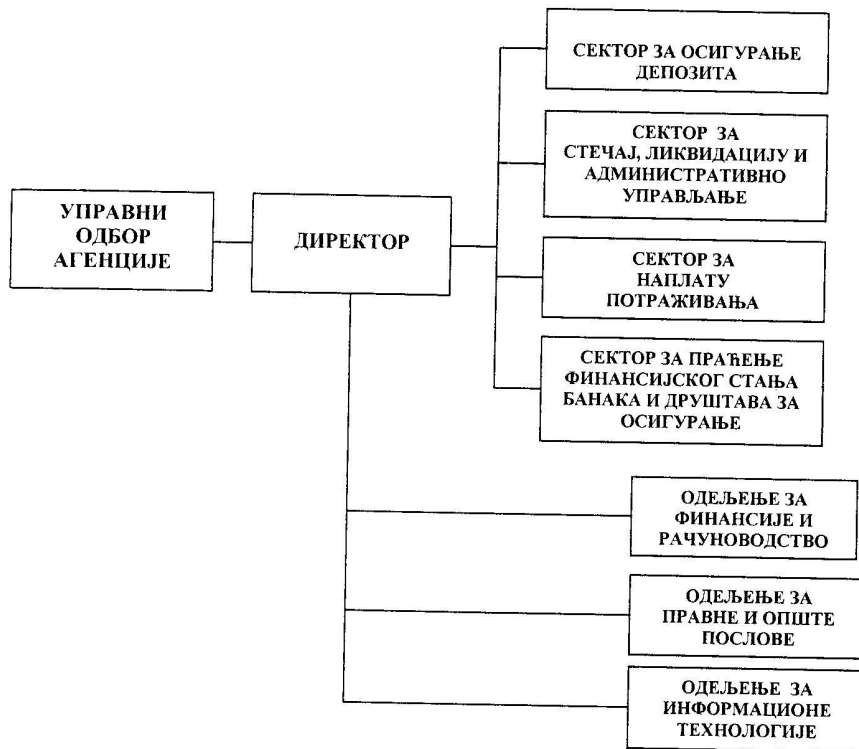 УПРАВНИ
ОДБОР
АГЕНЦИЈЕ
ДИРЕКТОР
СЕКТОР ЗА ОСИГУРАЊЕ
ДЕПОЗИТА
СЕКТОР ЗА
СТЕЧАЈ, ЛИКВИДАЦИЈУ И
АДМИНИСТРАТИВНО
УПРАВЉАЊЕ
СЕКТОР ЗА
НАПЛАТУ
ПОТРАЖИВАЊА
СЕКТОР ЗА ПРАЋЕЊЕ
ФИНАНСИЈСКОГ СТАЊА
БАНАКА И ДРУШТАВА ЗА
ОСИГУРАЊЕ
ОДЕЉЕЊЕ ЗА
ФИНАНСИЈЕ И
РАЧУНОВОДСТВО
ОДЕЉЕЊЕ ЗА
ПРАВНЕ И ОПШТЕ
ПОСЛОВЕ
ОДЕЉЕЊЕ ЗА
ИНФОРМАЦИОНЕ
ТЕХНОЛОГИЈЕ